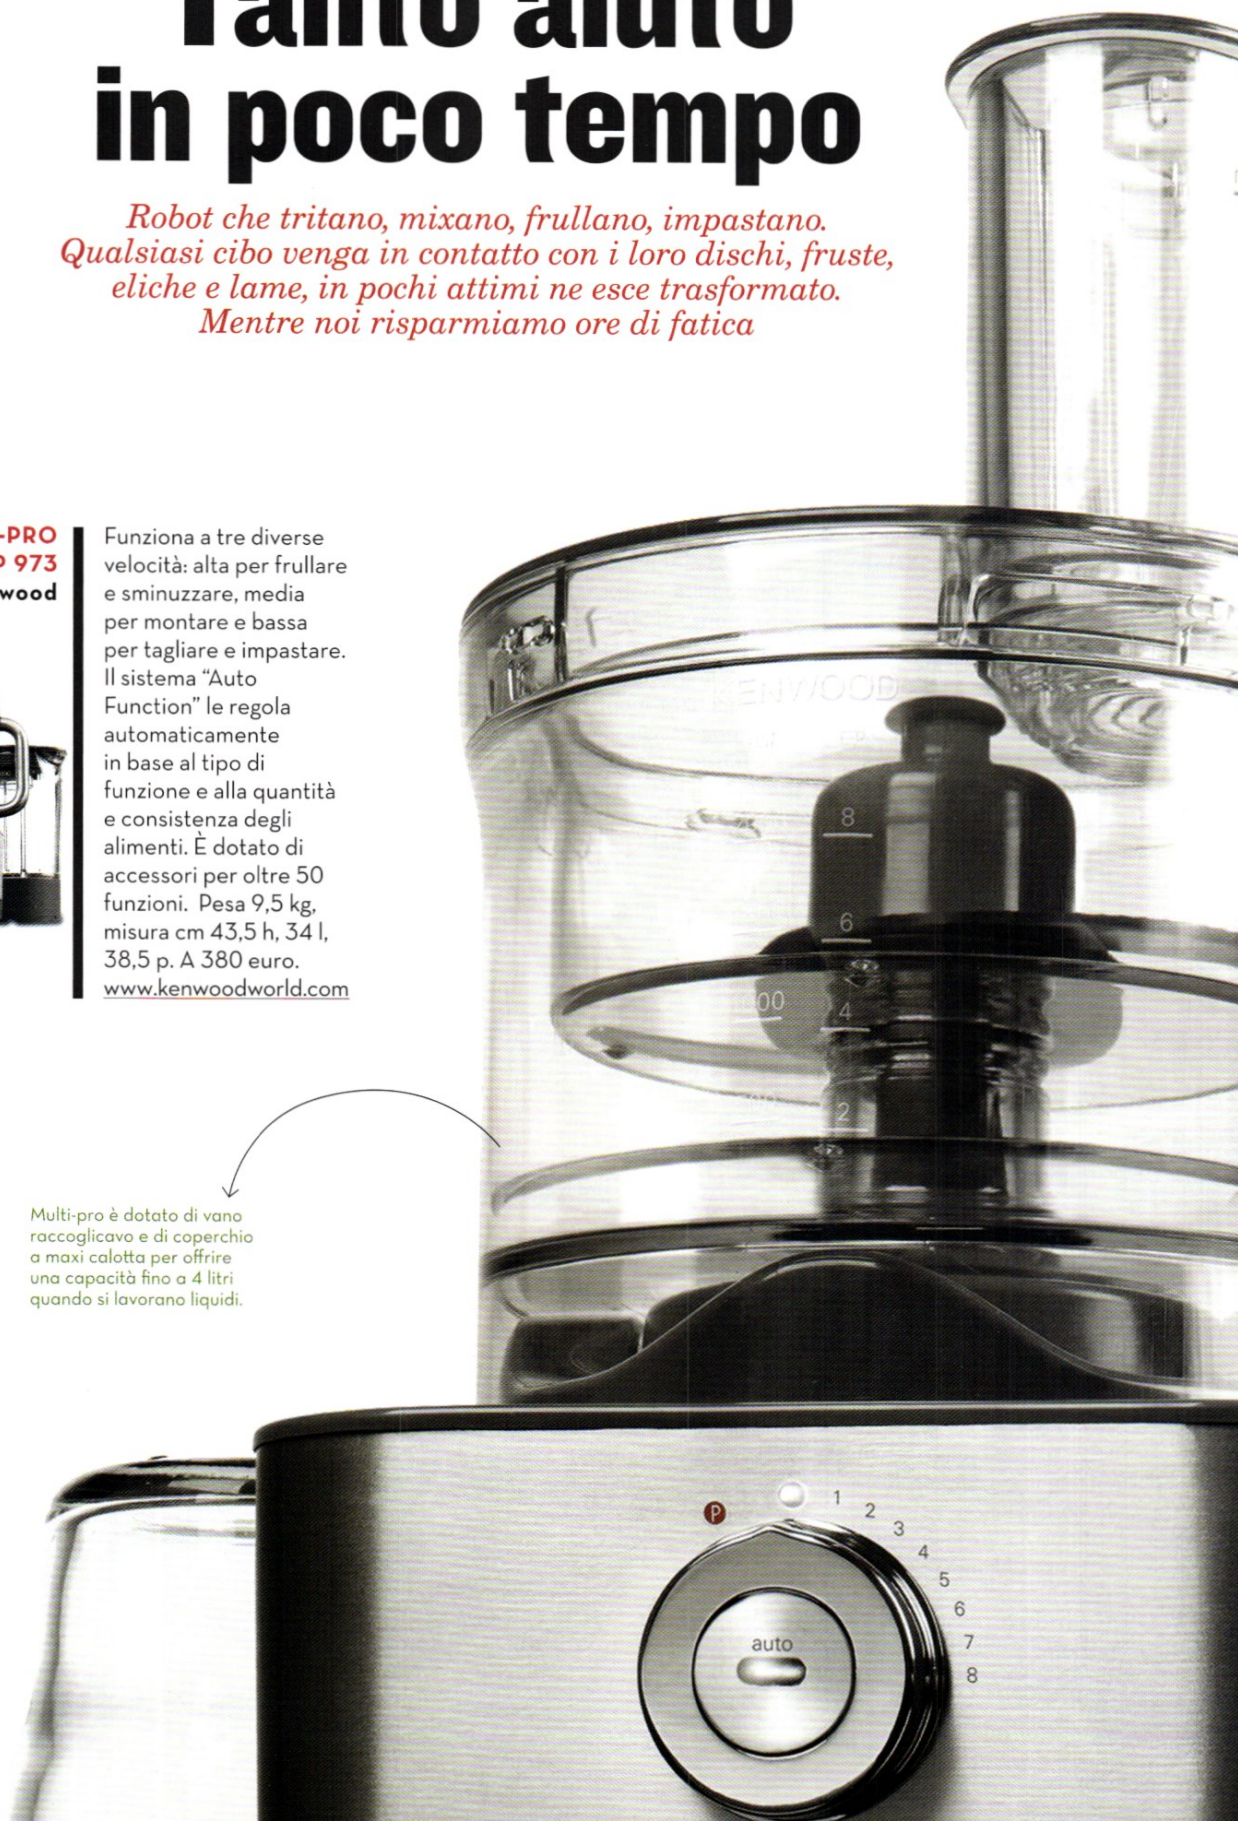 Tanto aiuto
in poco tempo
Robot che tritano, mixano, frullano, impastano.
Qualsiasi cibo venga in contatto con i loro dischi, fruste,
eliche e lame, in pochi attimi ne esce trasformato.
Mentre noi risparmiamo ore di fatica
-PRO
P 973
wood
Funziona a tre diverse
velocità: alta per frullare
e sminuzzare, media
per montare e bassa
per tagliare e impastare.
Il sistema “Auto
Function” le regola
automaticamente
in base al tipo di
funzione e alla quantità
e consistenza degli
alimenti. È dotato di
accessori per oltre 50
funzioni. Pesa 9,5 kg,
misura cm 43,5 h, 34 l,
38,5 p. A 380 euro.
www.kenwoodworld.com
Multi-pro è dotato di vano
raccoglicavo e di coperchio
a maxi calotta per offrire
una capacità fino a 4 litri
quando si lavorano liquidi.
KENWOOD
8
6
4
2
P
1
2
3
4
5
6
7
8
auto